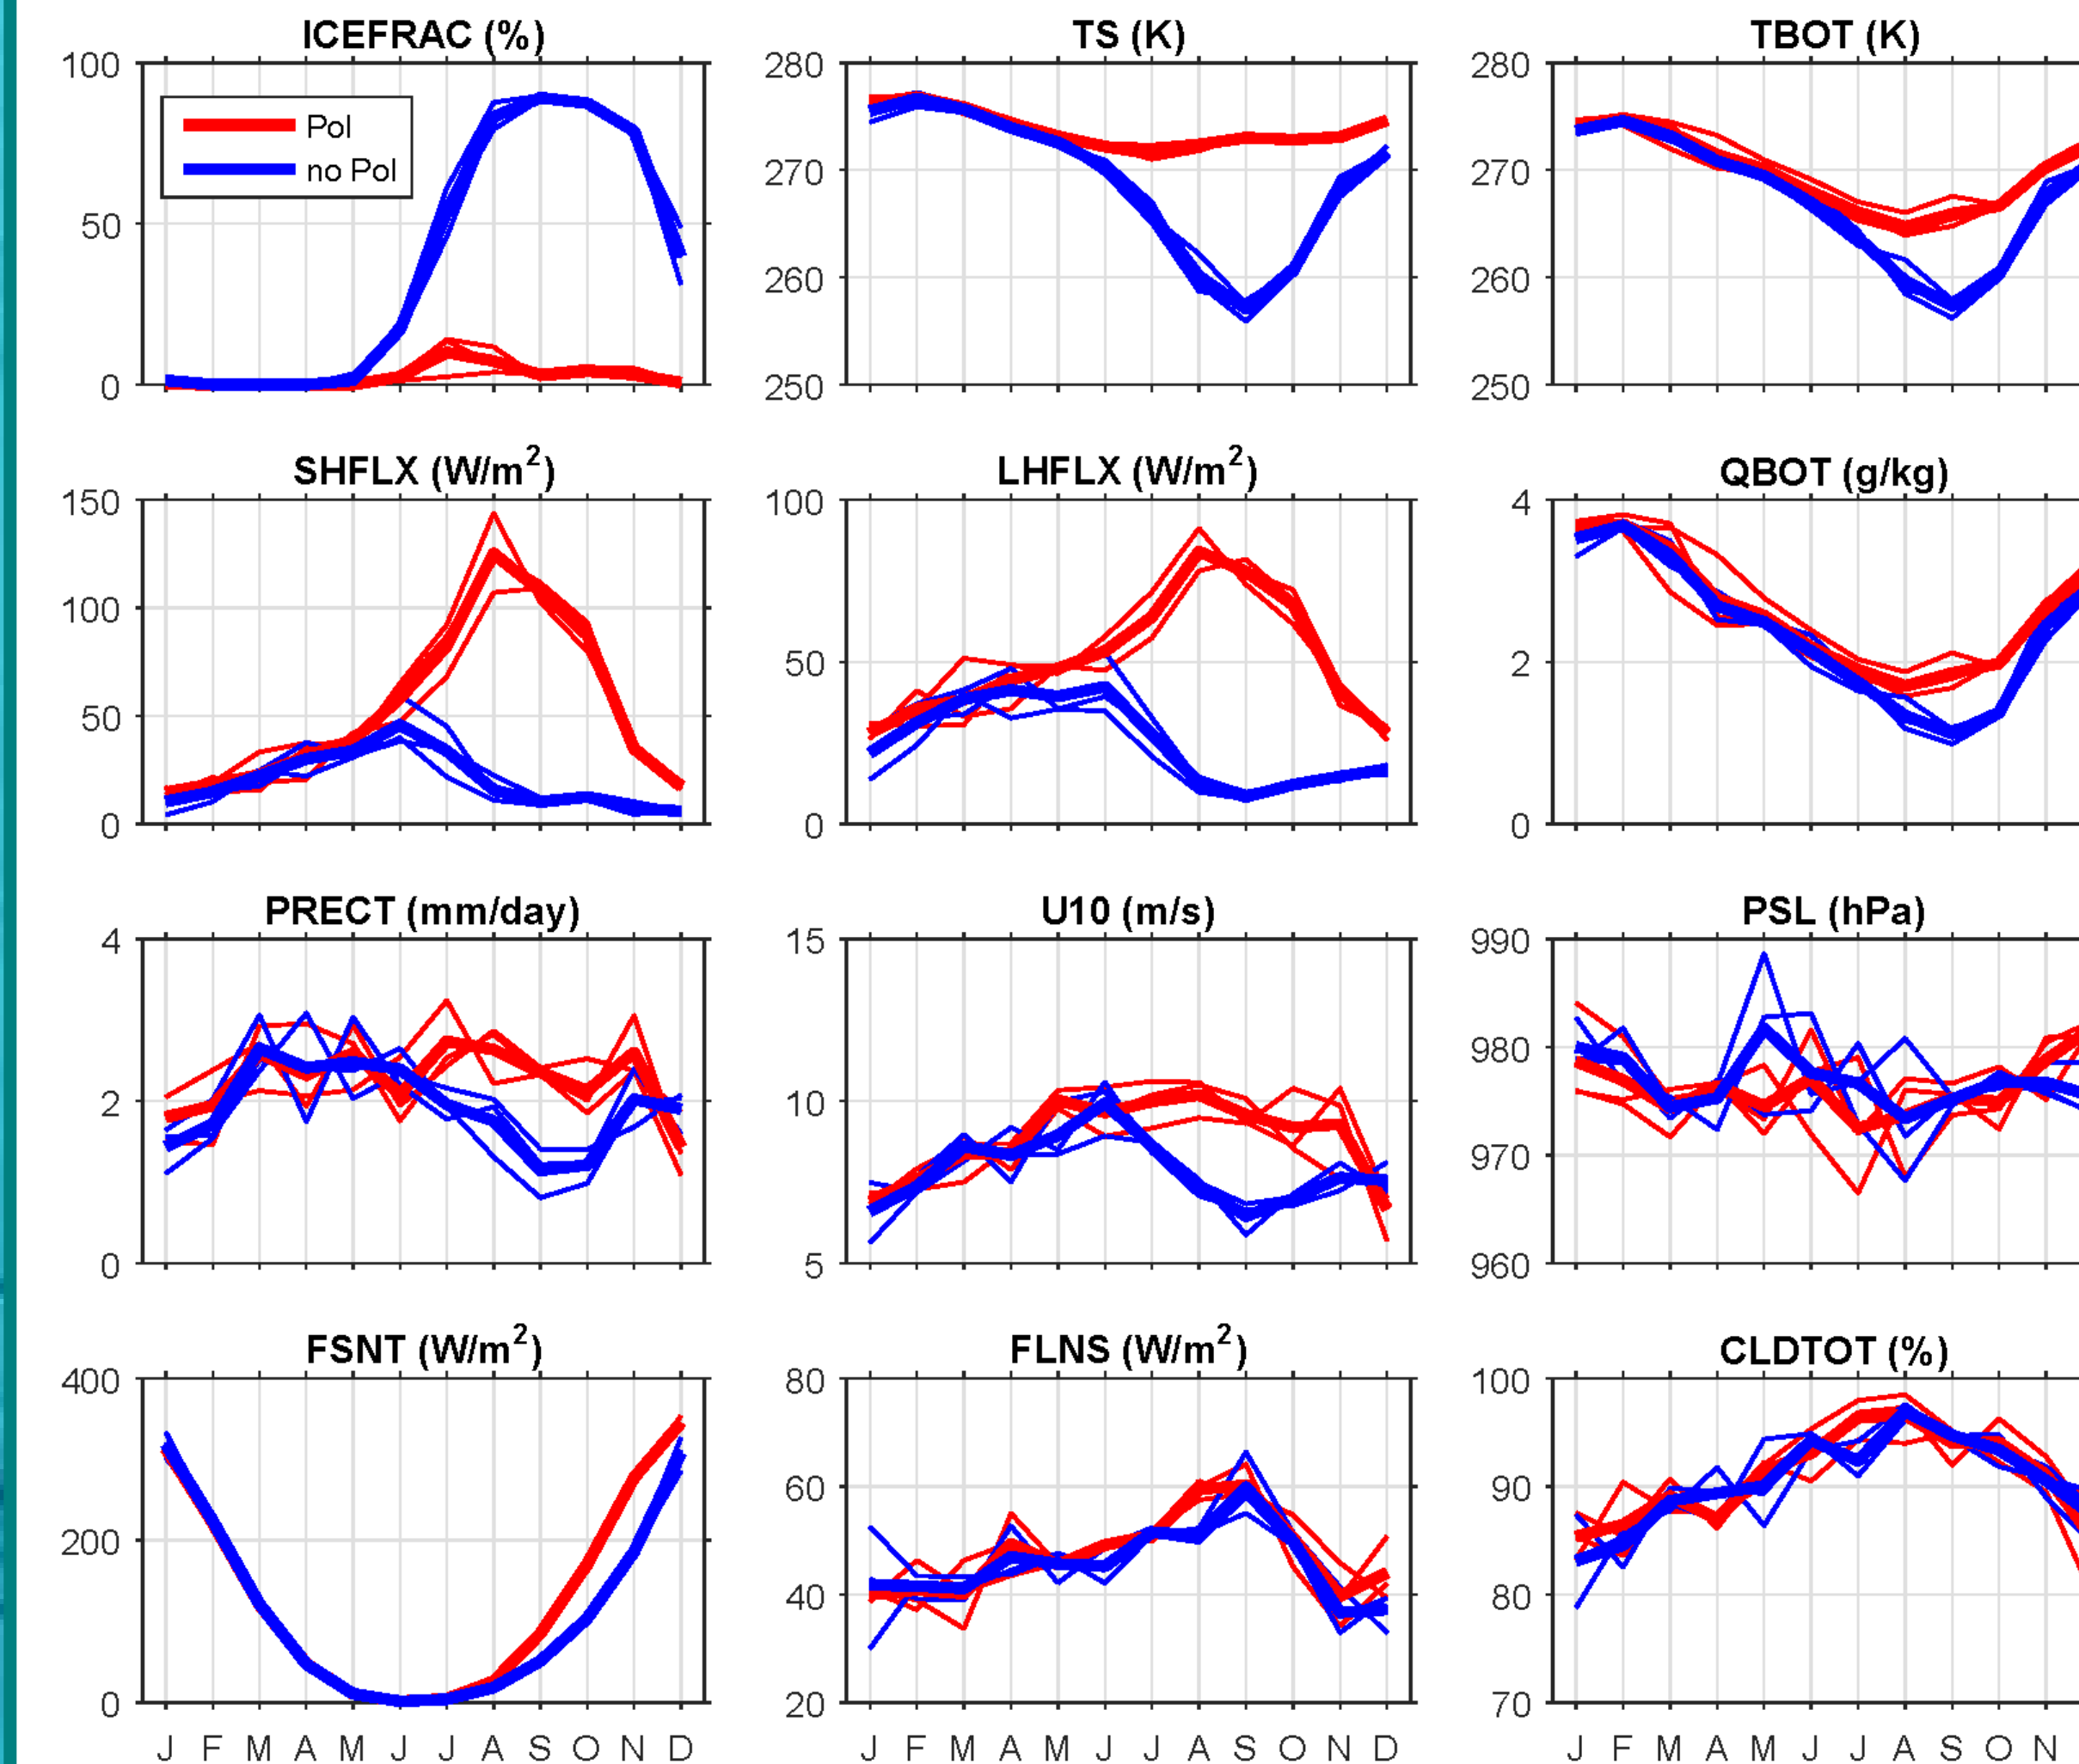 ICEFRAC (%) TS (K) TBOT (K)
100 280 280
Pol
no Pol
50 270 270
260 260
0 250 250
SHFLX (W/m²) LHFLX (W/m²) QBOT (g/kg)
150 100 4
100
50 2
50
0 0 0
PRECT (mm/day) U10 (m/s) PSL (hPa)
4 15 990
980
2 10
970
0 5 960
FSNT (W/m²) FLNS (W/m²) CLDTOT (%)
400 80 100
60 90
200
40 80
0 20 70
J F M A M J J A S O N D J F M A M J J A S O N D J F M A M J J A S O N